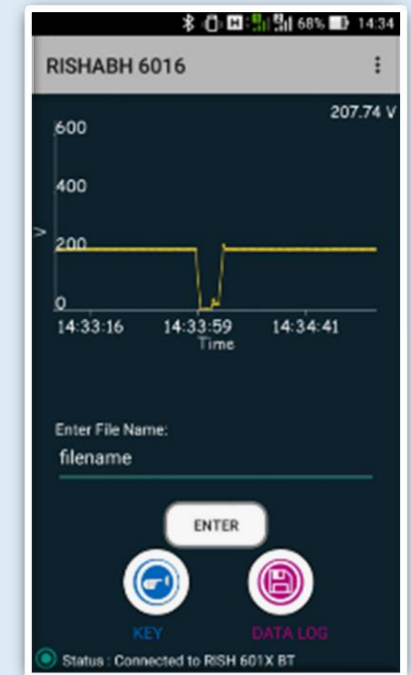 H 68% 14:34
RISHABH 6016
207.74 V
600
400
V
200
0
14:33:16 14:33:59 14:34:41
Time
Enter File Name:
filename
ENTER
KEY DATA LOG
Status : Connected to RISH 601X BT